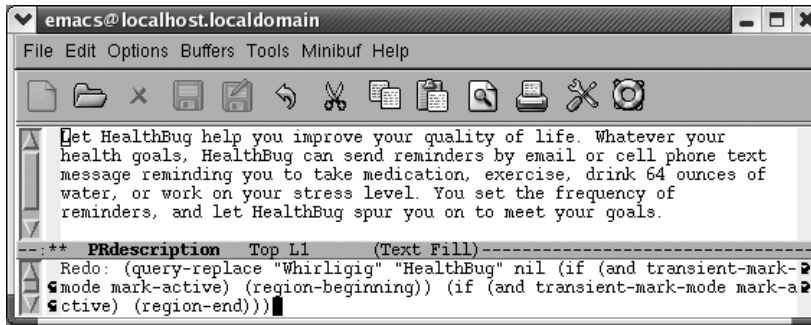 emacs@localhost.localdomain
File Edit Options Buffers Tools Minibuf Help
Let HealthBug help you improve your quality of life. Whatever your
health goals, HealthBug can send reminders by email or cell phone text
message reminding you to take medication, exercise, drink 64 ounces of
water, or work on your stress level. You set the frequency of
reminders, and let HealthBug spur you on to meet your goals.
--:** PRdescription Top L1 (Text Fill)----------------------------------
Redo: (query-replace "Whirligig" "HealthBug" nil (if (and transient-mark-
mode mark-active) (region-beginning)) (if (and transient-mark-mode mark-a
ctive) (region-end)))